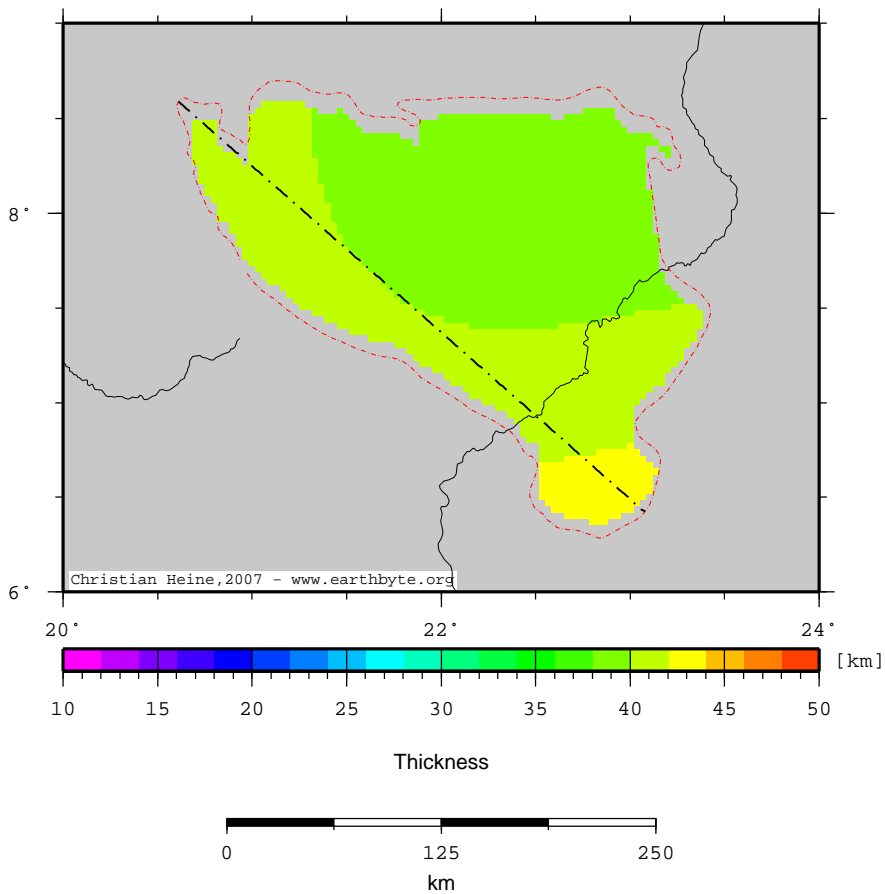 8˚
6˚
Christian Heine,2007 - www.earthbyte.org
20˚ 22˚ 24˚
[km]
10 15 20 25 30 35 40 45 50
Thickness
0 125 250
km